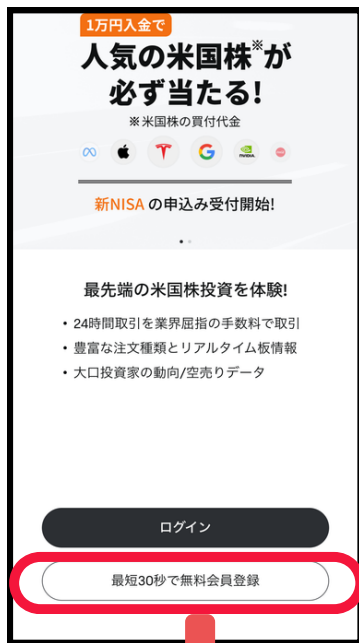 1万円入金で
人気の米国株※が
必ず当たる!
※米国株の買付代金
NVIDIA
新NISA の申込み受付開始!
最先端の米国株投資を体験!
• 24時間取引を業界屈指の手数料で取引
• 豊富な注文種類とリアルタイム板情報
• 大口投資家の動向/空売りデータ
ログイン
最短30秒で無料会員登録